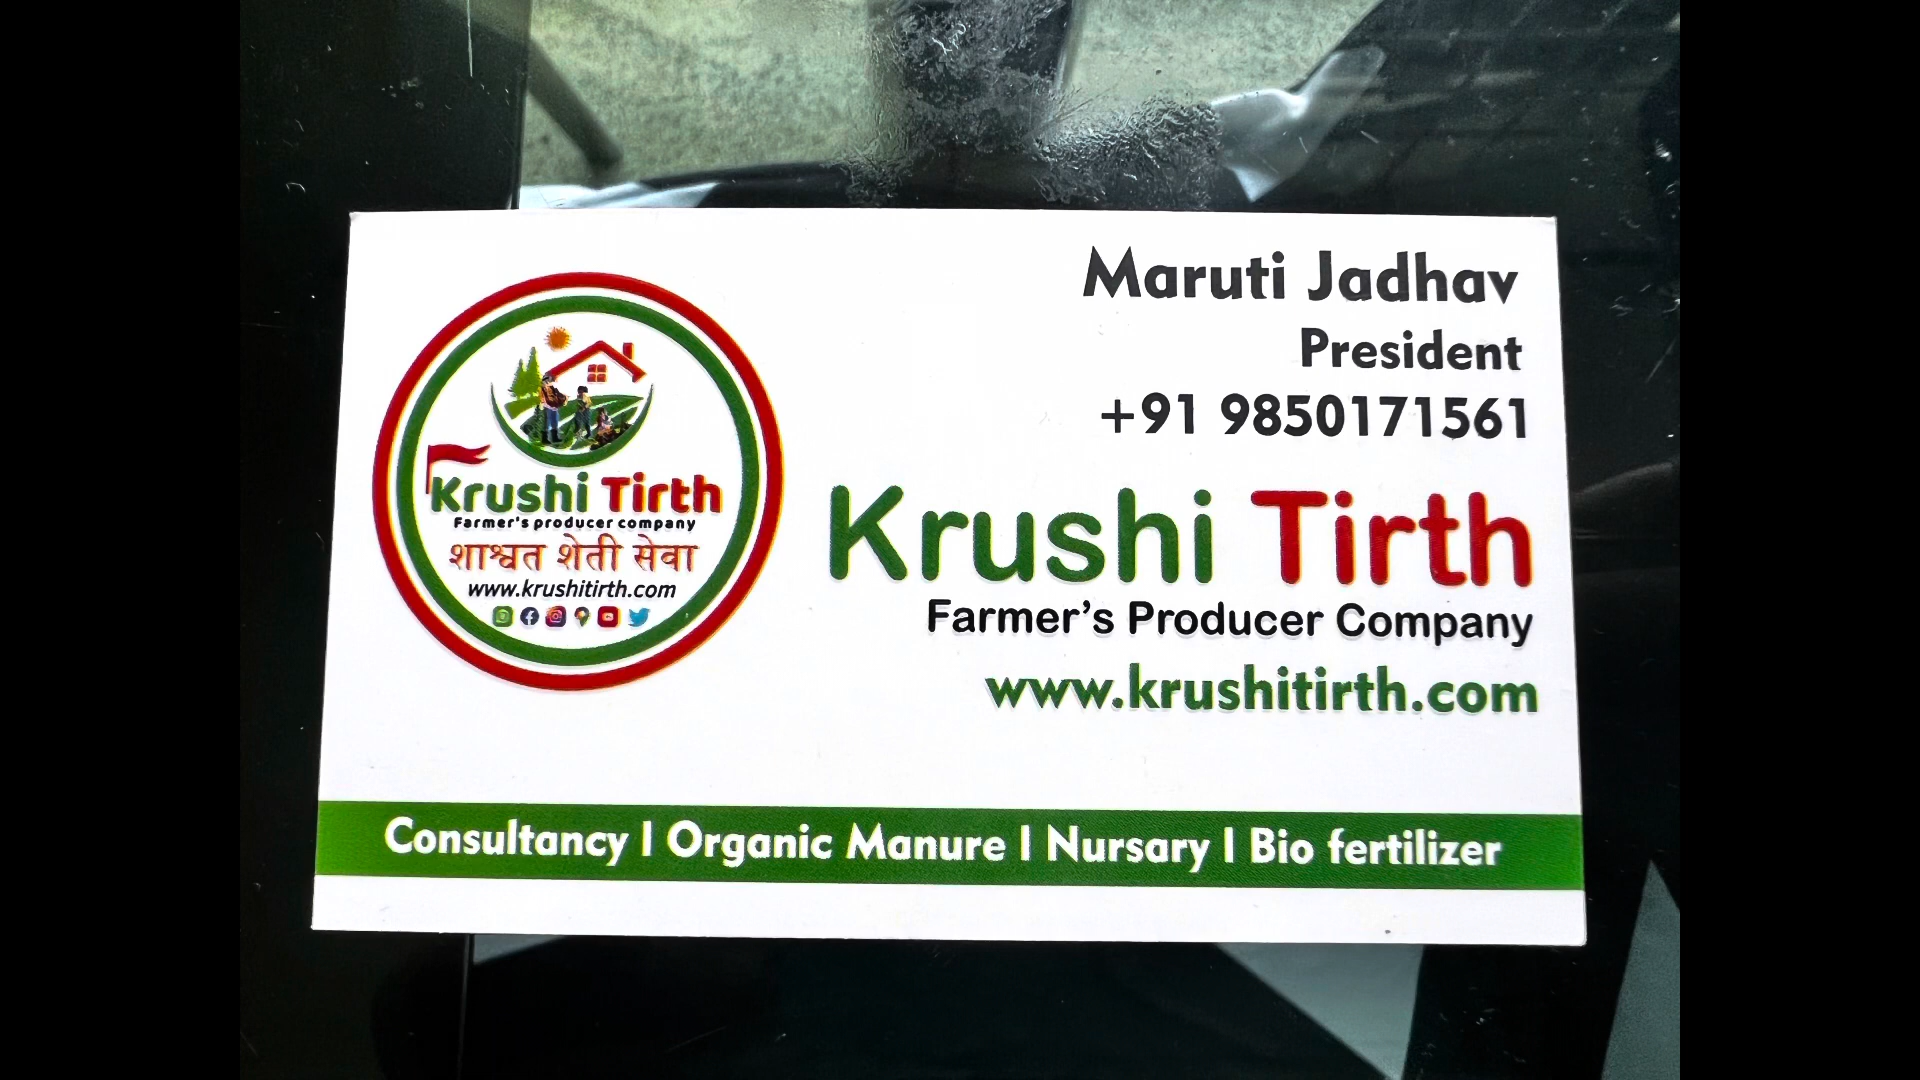 Maruti Jadhav
President
+91 9850171561
Krushi Tirth
Farmer's Producer Company
www.krushitirth.com
Krushi Tirth
Farmer's producer company
शाश्वत शेती सेवा
www.krushitirth.com
Consultancy | Organic Manure | Nursary | Bio fertilizer